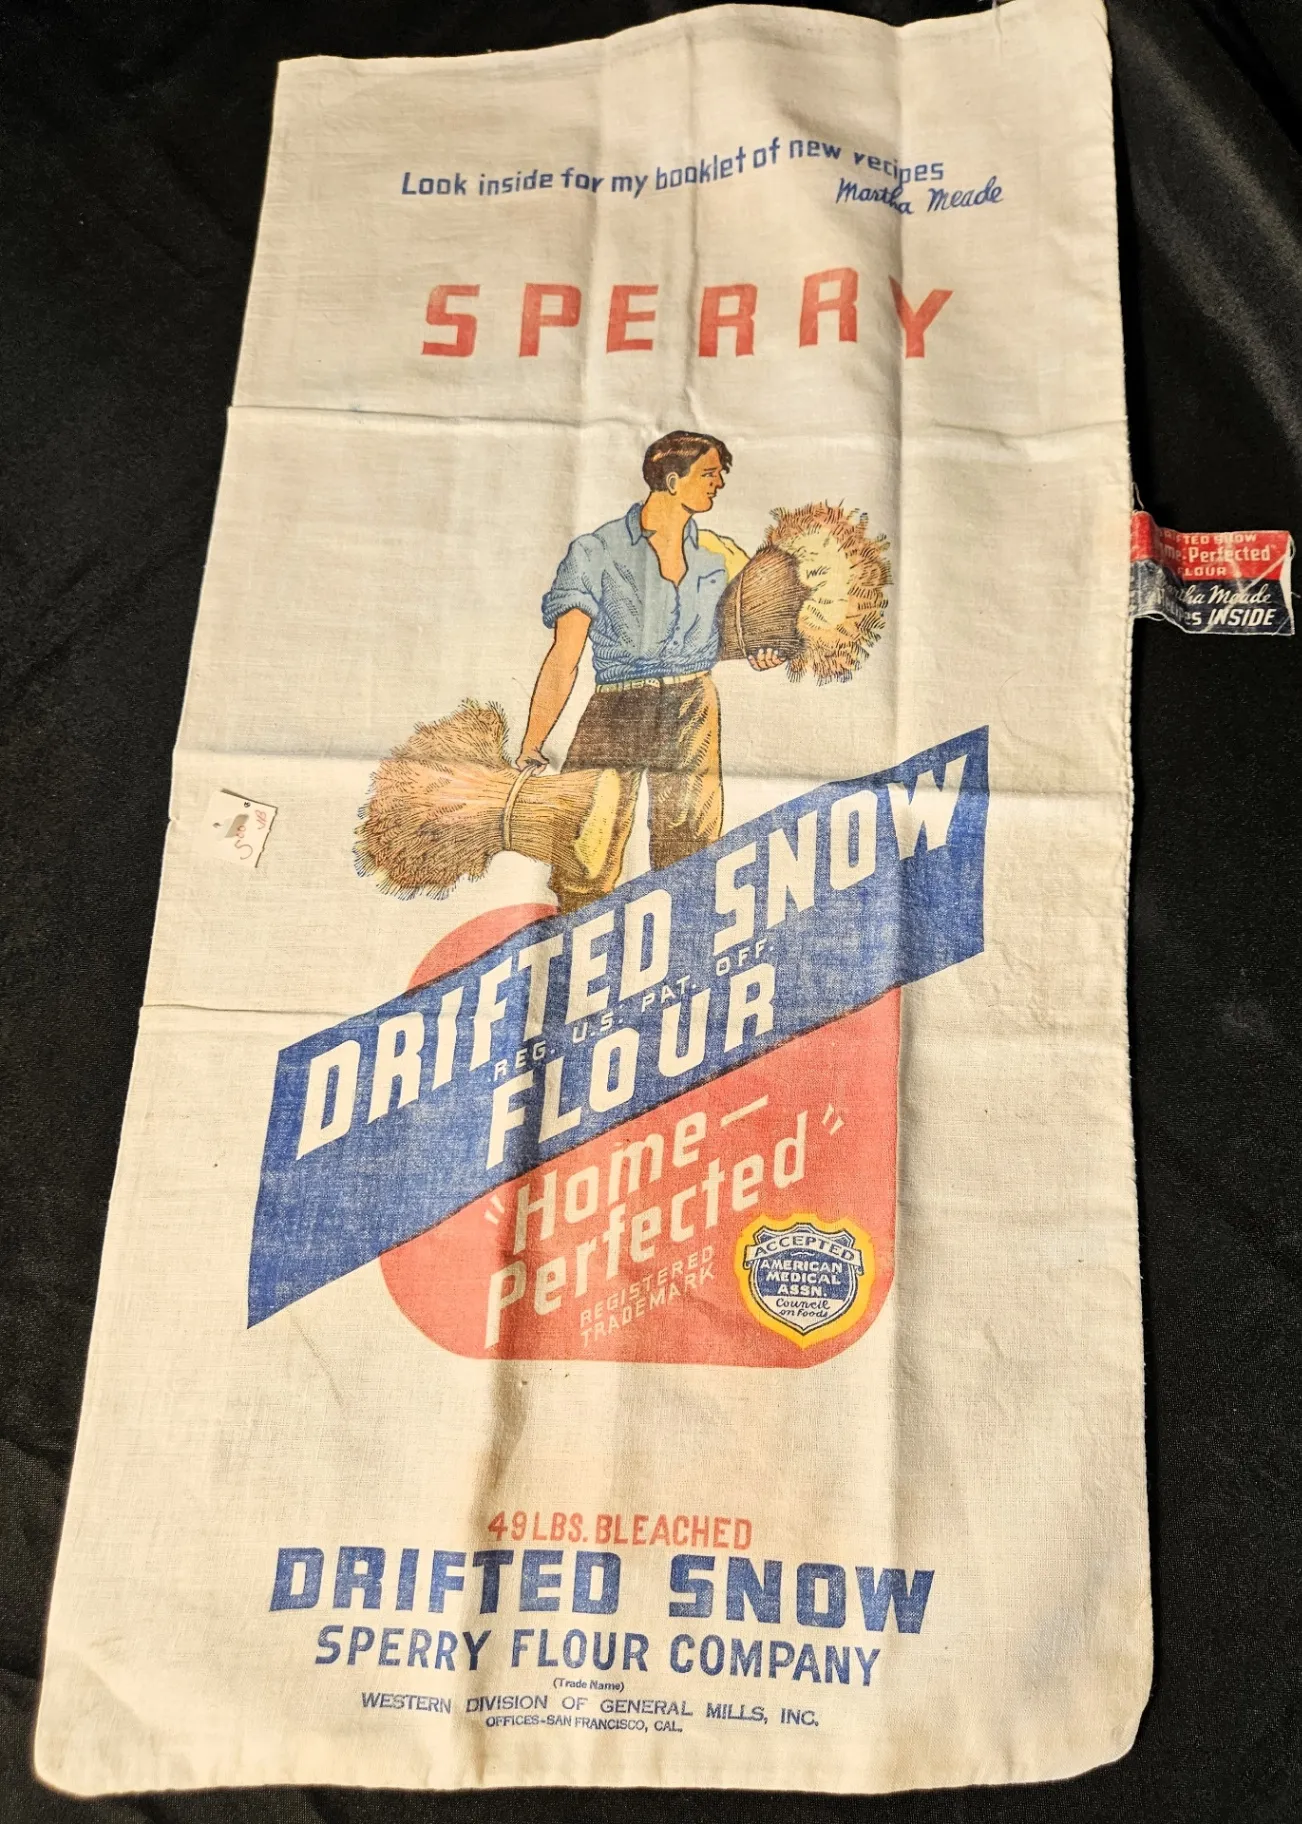 Look inside for my booklet of new recipes
Martha Meade
SPERRY
DRIFTED SNOW
REG. U.S. PAT. OFF.
FLOUR
"Home-
Perfected"
REGISTERED
TRADEMARK
ACCEPTED
AMERICAN
MEDICAL
ASSN.
Council
on Foods
49 LBS. BLEACHED
DRIFTED SNOW
SPERRY FLOUR COMPANY
(Trade Name)
WESTERN DIVISION OF GENERAL MILLS, INC.
OFFICES-SAN FRANCISCO, CAL.
SNOW
Perfected
FLOUR
Meade
INSIDE